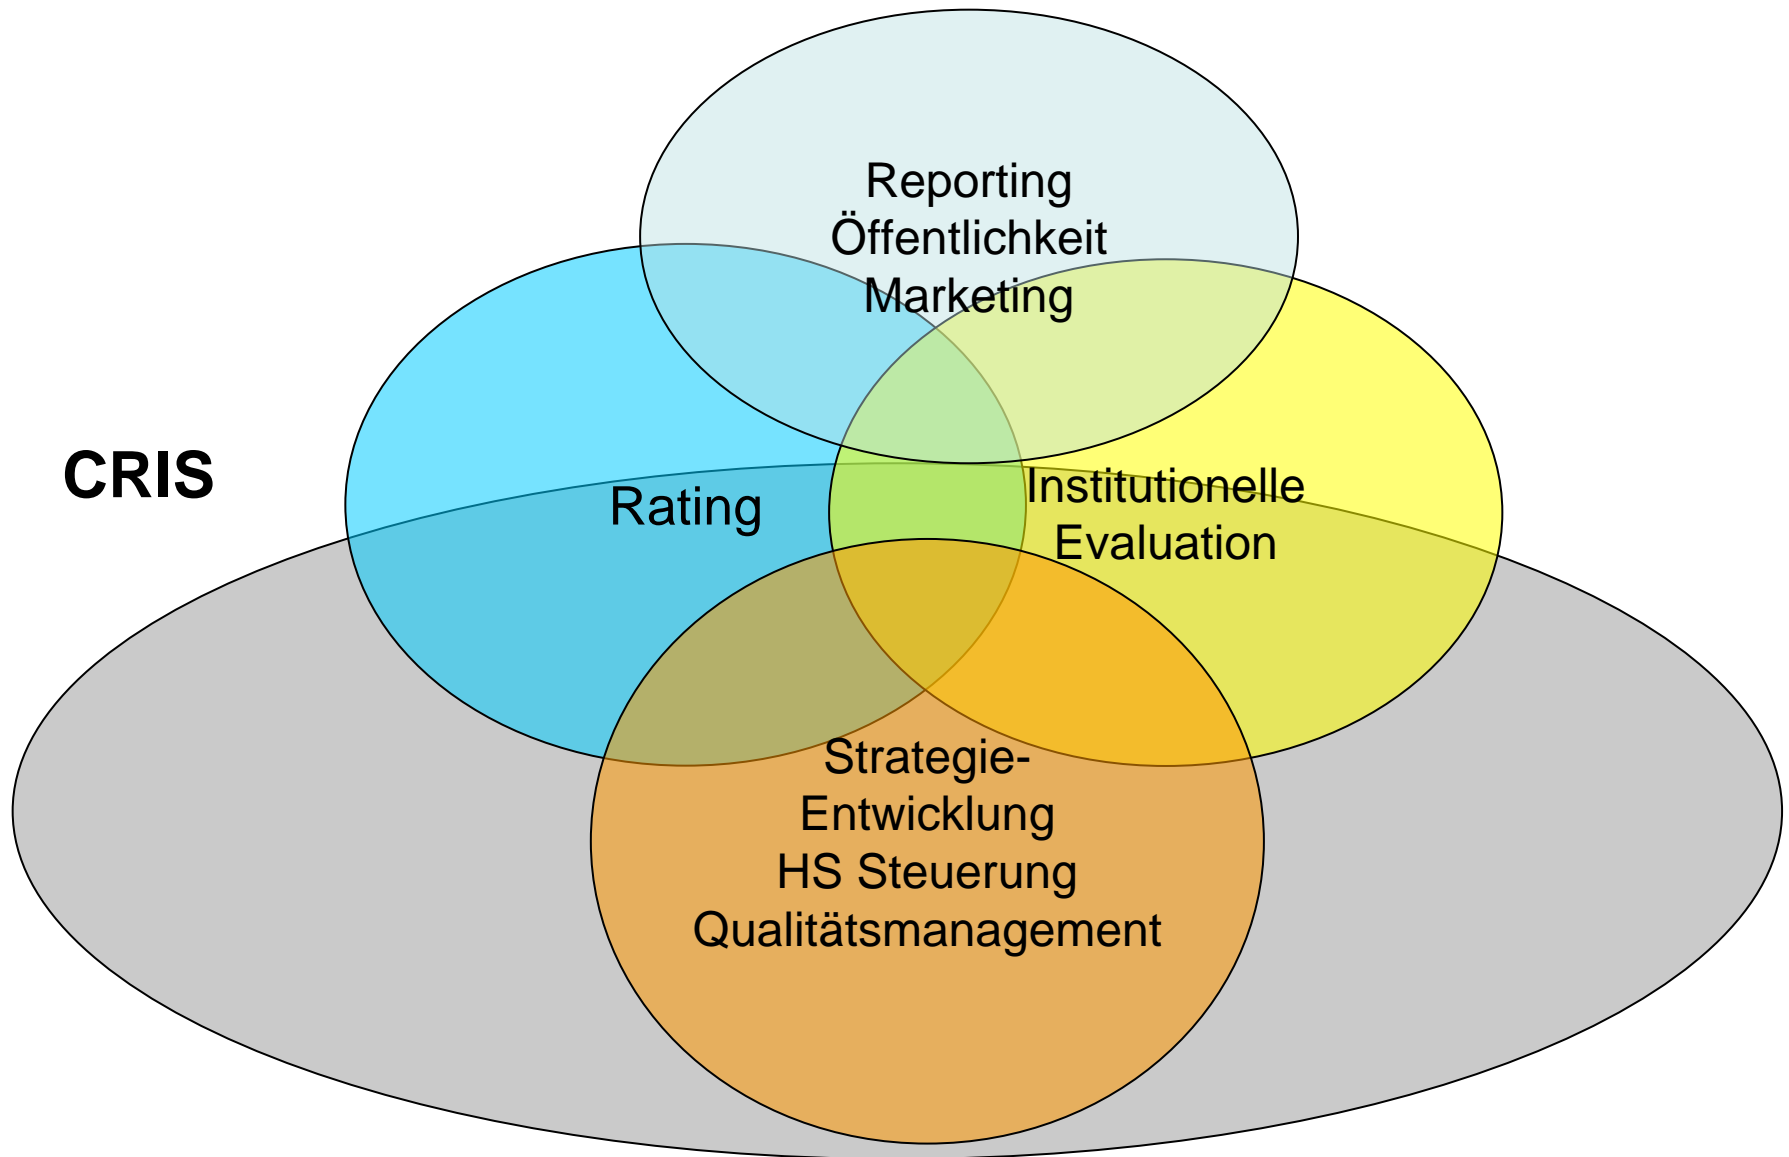 Reporting
Öffentlichkeit
Marketing
CRIS
Rating
Institutionelle
Evaluation
Strategie-
Entwicklung
HS Steuerung
Qualitätsmanagement